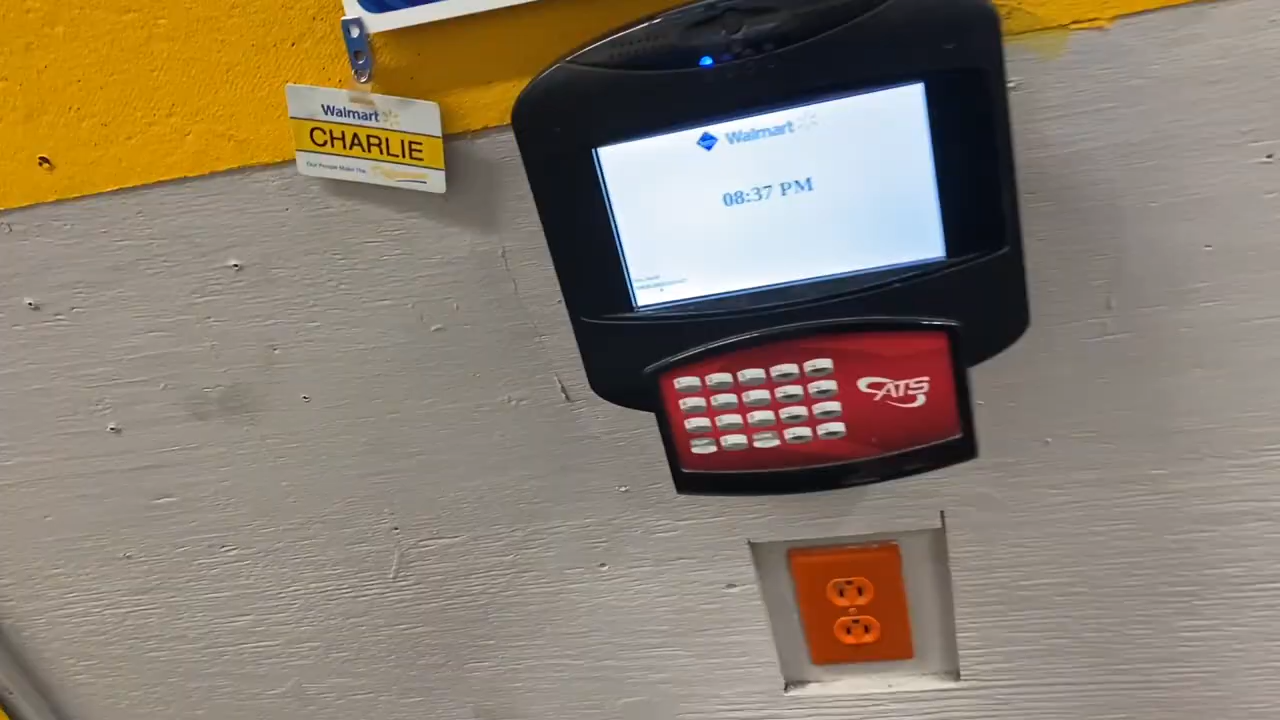 Walmart
CHARLIE
Our People Make The
Walmart
08:37 PM
ATS